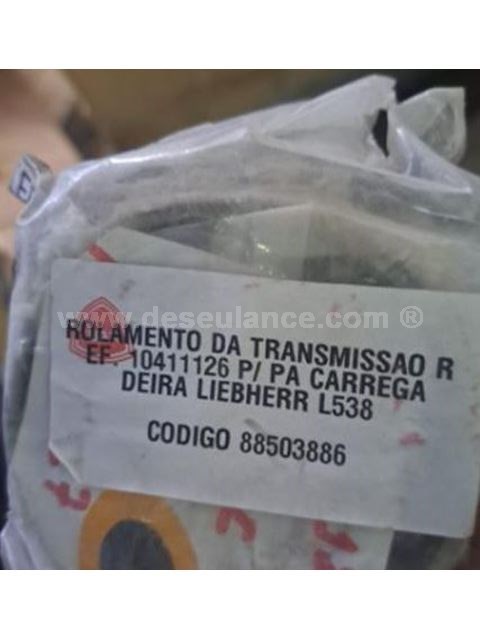 www.deseulance.com ®
ROLAMENTO DA TRANSMISSAO R
EF. 10411126 P/ PA CARREGA
DEIRA LIEBHERR L538
CODIGO 88503886